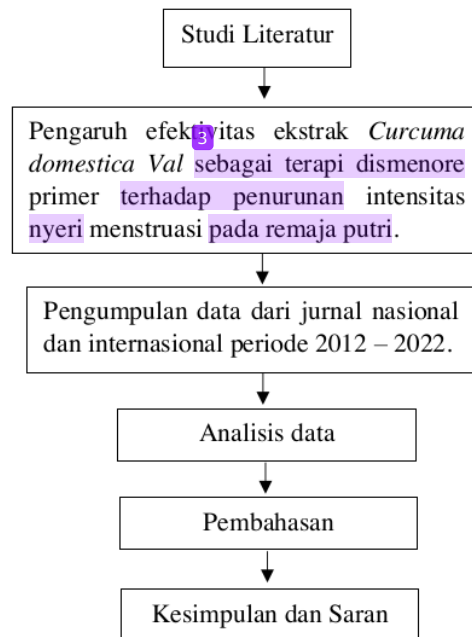 Studi Literatur
Pengaruh efektivitas ekstrak Curcuma
3
domestica Val sebagai terapi dismenore
primer terhadap penurunan intensitas
nyeri menstruasi pada remaja putri.
Pengumpulan data dari jurnal nasional
dan internasional periode 2012 – 2022.
Analisis data
Pembahasan
Kesimpulan dan Saran